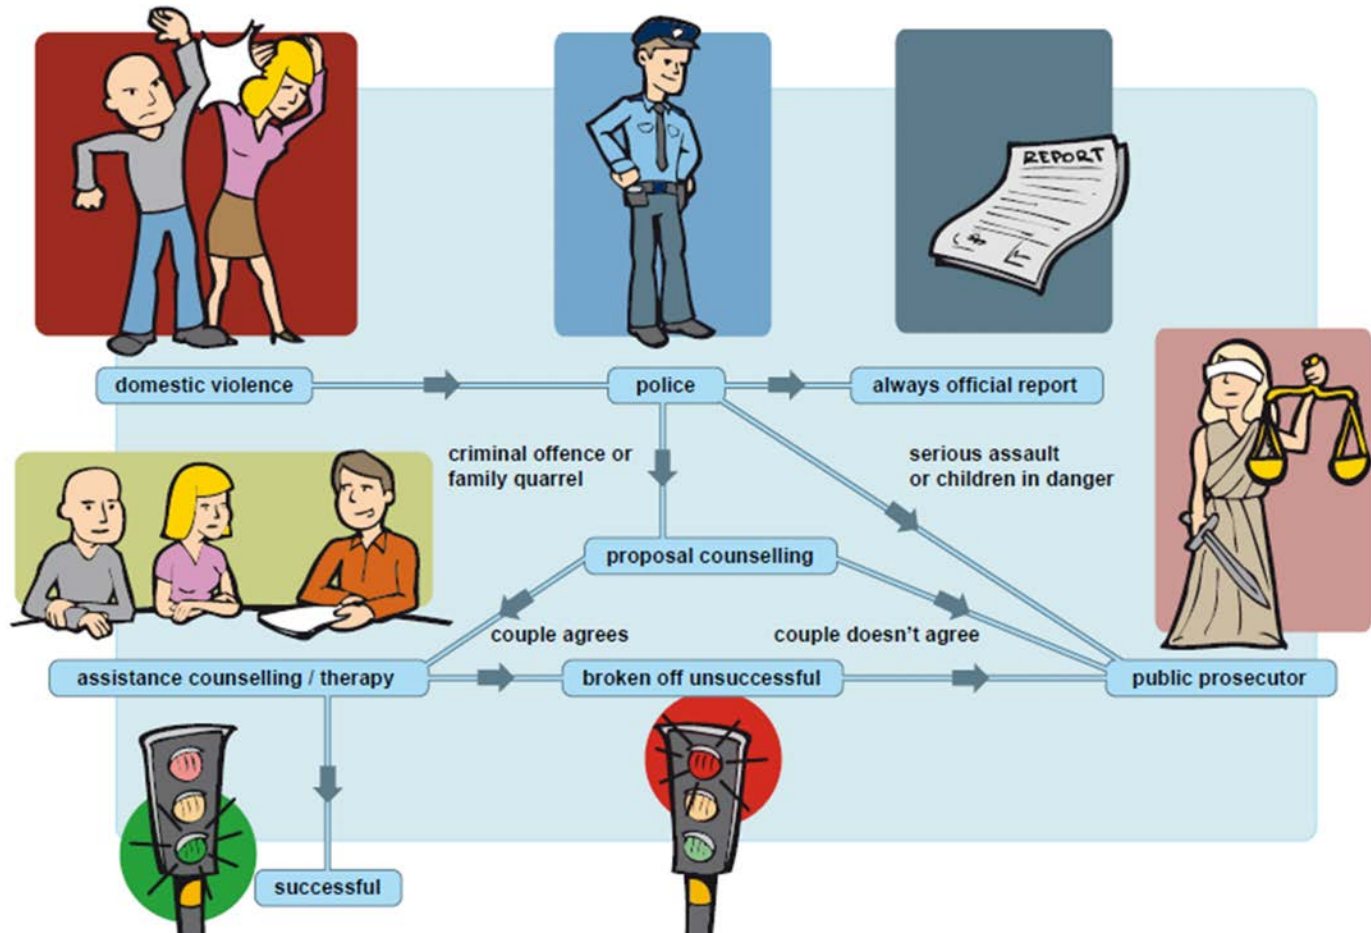 REPORT
domestic violence
police
always official report
criminal offence or
family quarrel
serious assault
or children in danger
proposal counselling
couple agrees
couple doesn't agree
assistance counselling / therapy
broken off unsuccessful
public prosecutor
successful